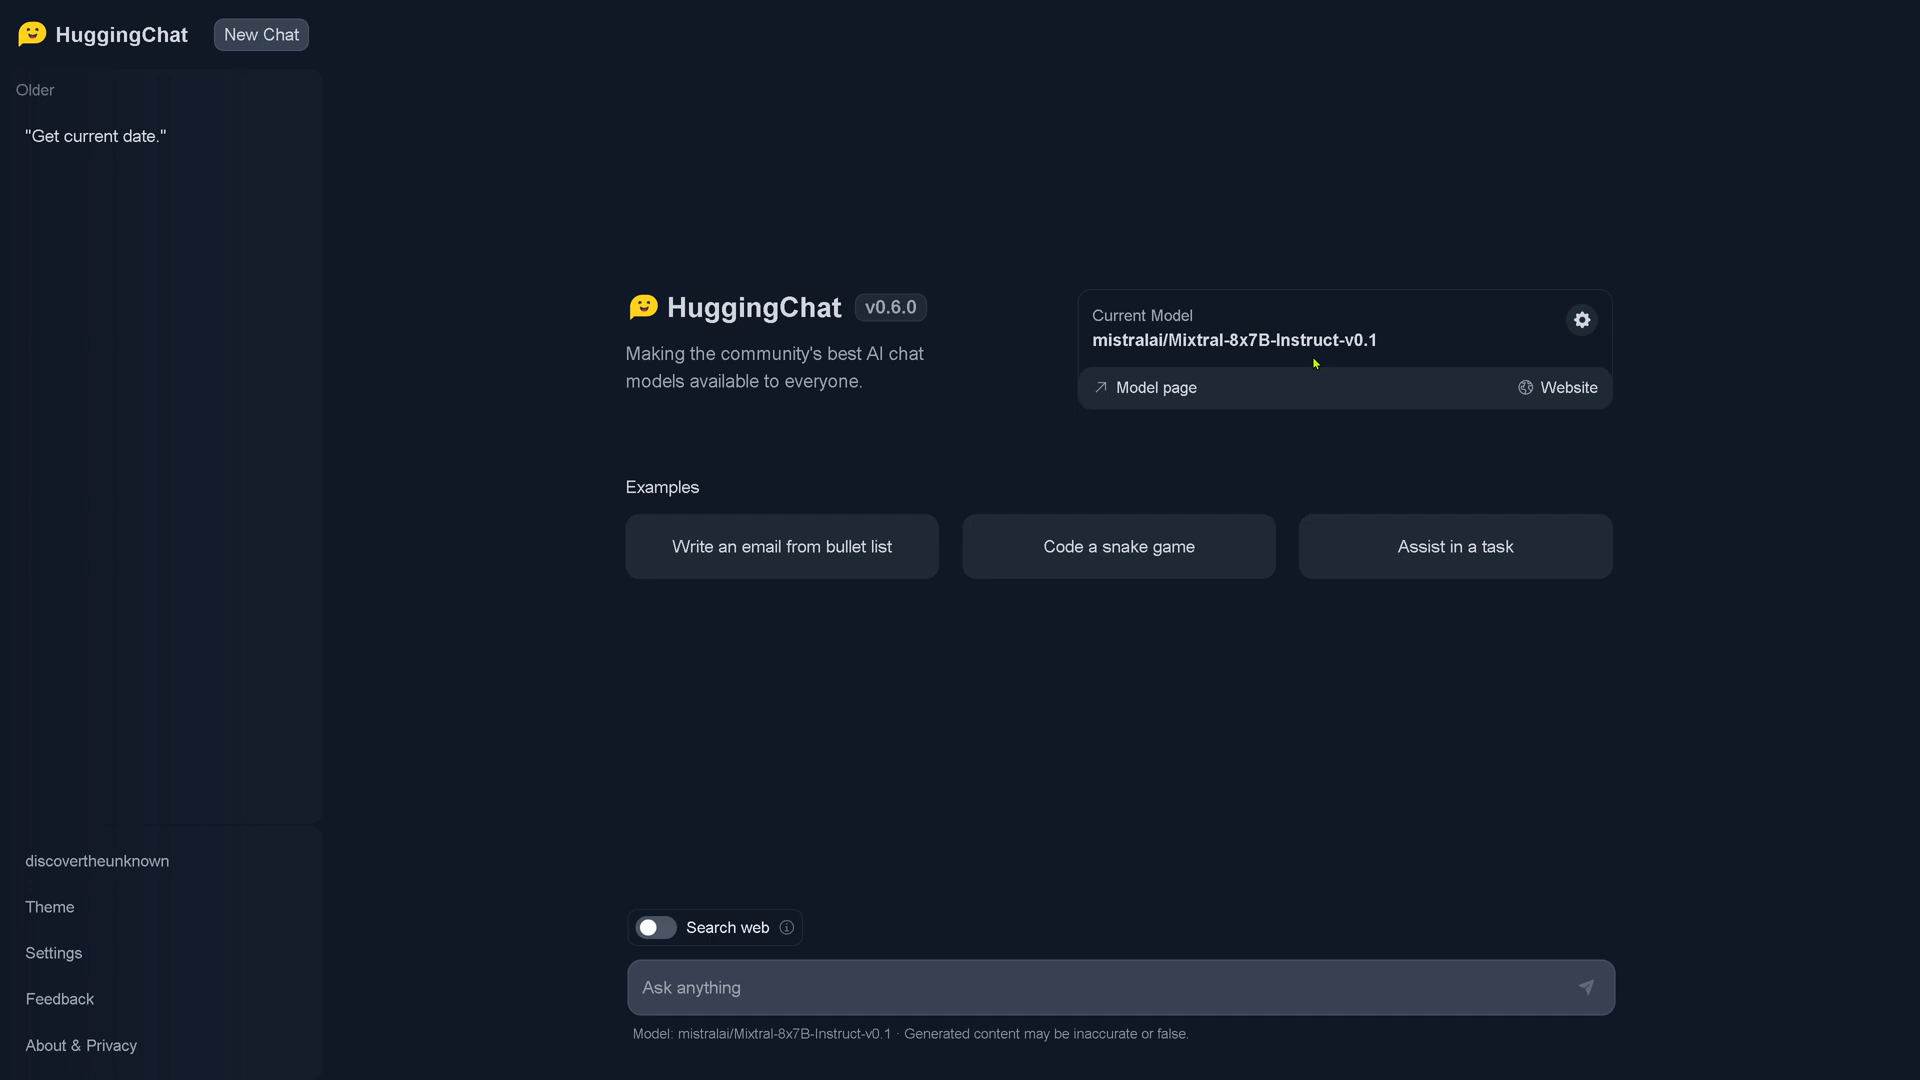 HuggingChat
New Chat
Older
"Get current date."
discovertheunknown
Theme
Settings
Feedback
About & Privacy
HuggingChat v0.6.0
Making the community's best AI chat
models available to everyone.
Current Model
mistralai/Mixtral-8x7B-Instruct-v0.1
Model page
Website
Examples
Write an email from bullet list
Code a snake game
Assist in a task
Search web
Ask anything
Model: mistralai/Mixtral-8x7B-Instruct-v0.1 · Generated content may be inaccurate or false.